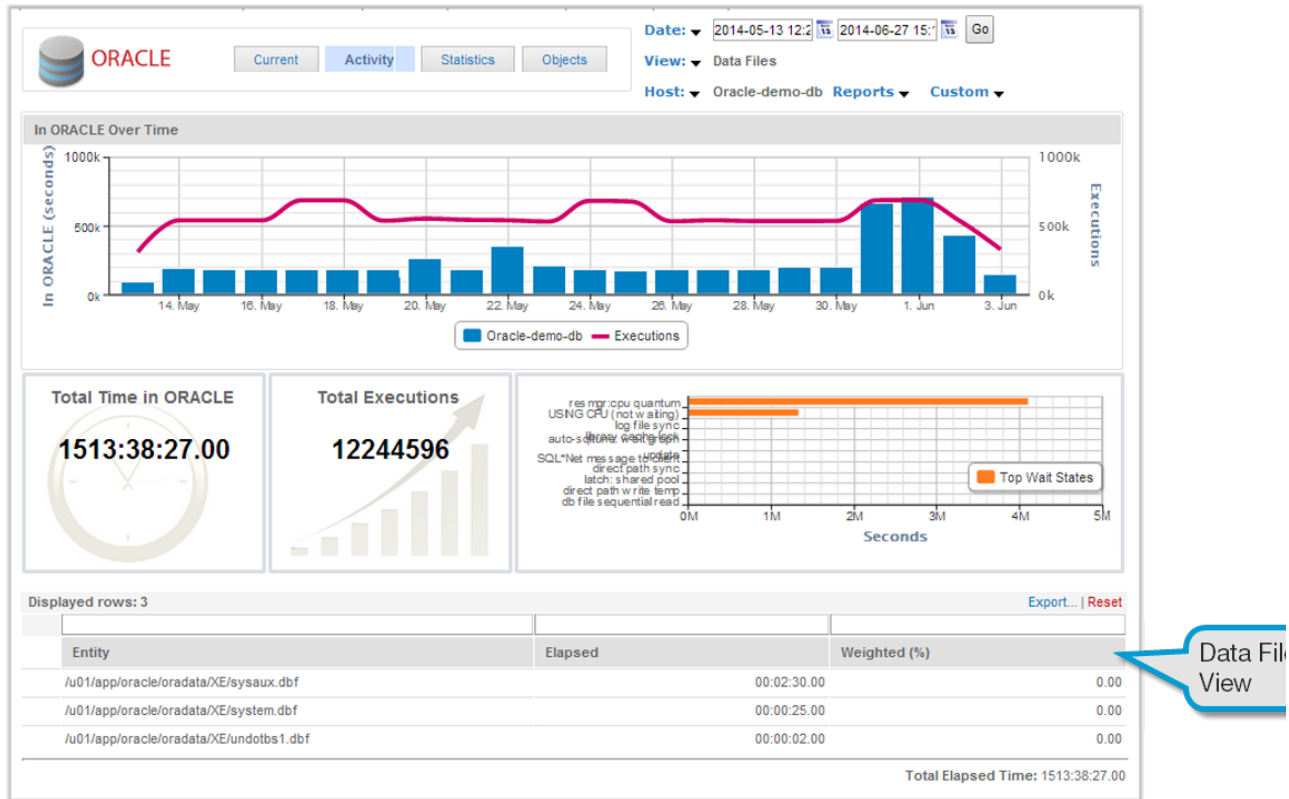 ORACLE
Current Activity Statistics Objects
Date: 2014-05-13 12:2 2014-06-27 15: Go
View: Data Files
Host: Oracle-demo-db Reports Custom
In ORACLE Over Time
In ORACLE (seconds)
1000k
500k
0k
1000k
500k
0k
Executions
14. May 16. May 18. May 20. May 22. May 24. May 26. May 28. May 30. May 1. Jun 3. Jun
Oracle-demo-db Executions
Total Time in ORACLE
1513:38:27.00
Total Executions
12244596
res mgr:cpu quantum
USING CPU (not waiting)
log file sync
library cache lock
update
SQL*Net message to client
direct path sync
latch: shared pool
direct path write temp
db file sequential read
0M 1M 2M 3M 4M 5M
Seconds
Top Wait States
Displayed rows: 3 Export... | Reset
Entity Elapsed Weighted (%)
/u01/app/oracle/oradata/XE/sysaux.dbf 00:02:30.00 0.00
/u01/app/oracle/oradata/XE/system.dbf 00:00:25.00 0.00
/u01/app/oracle/oradata/XE/undotbs1.dbf 00:00:02.00 0.00
Total Elapsed Time: 1513:38:27.00
Data Fil
View